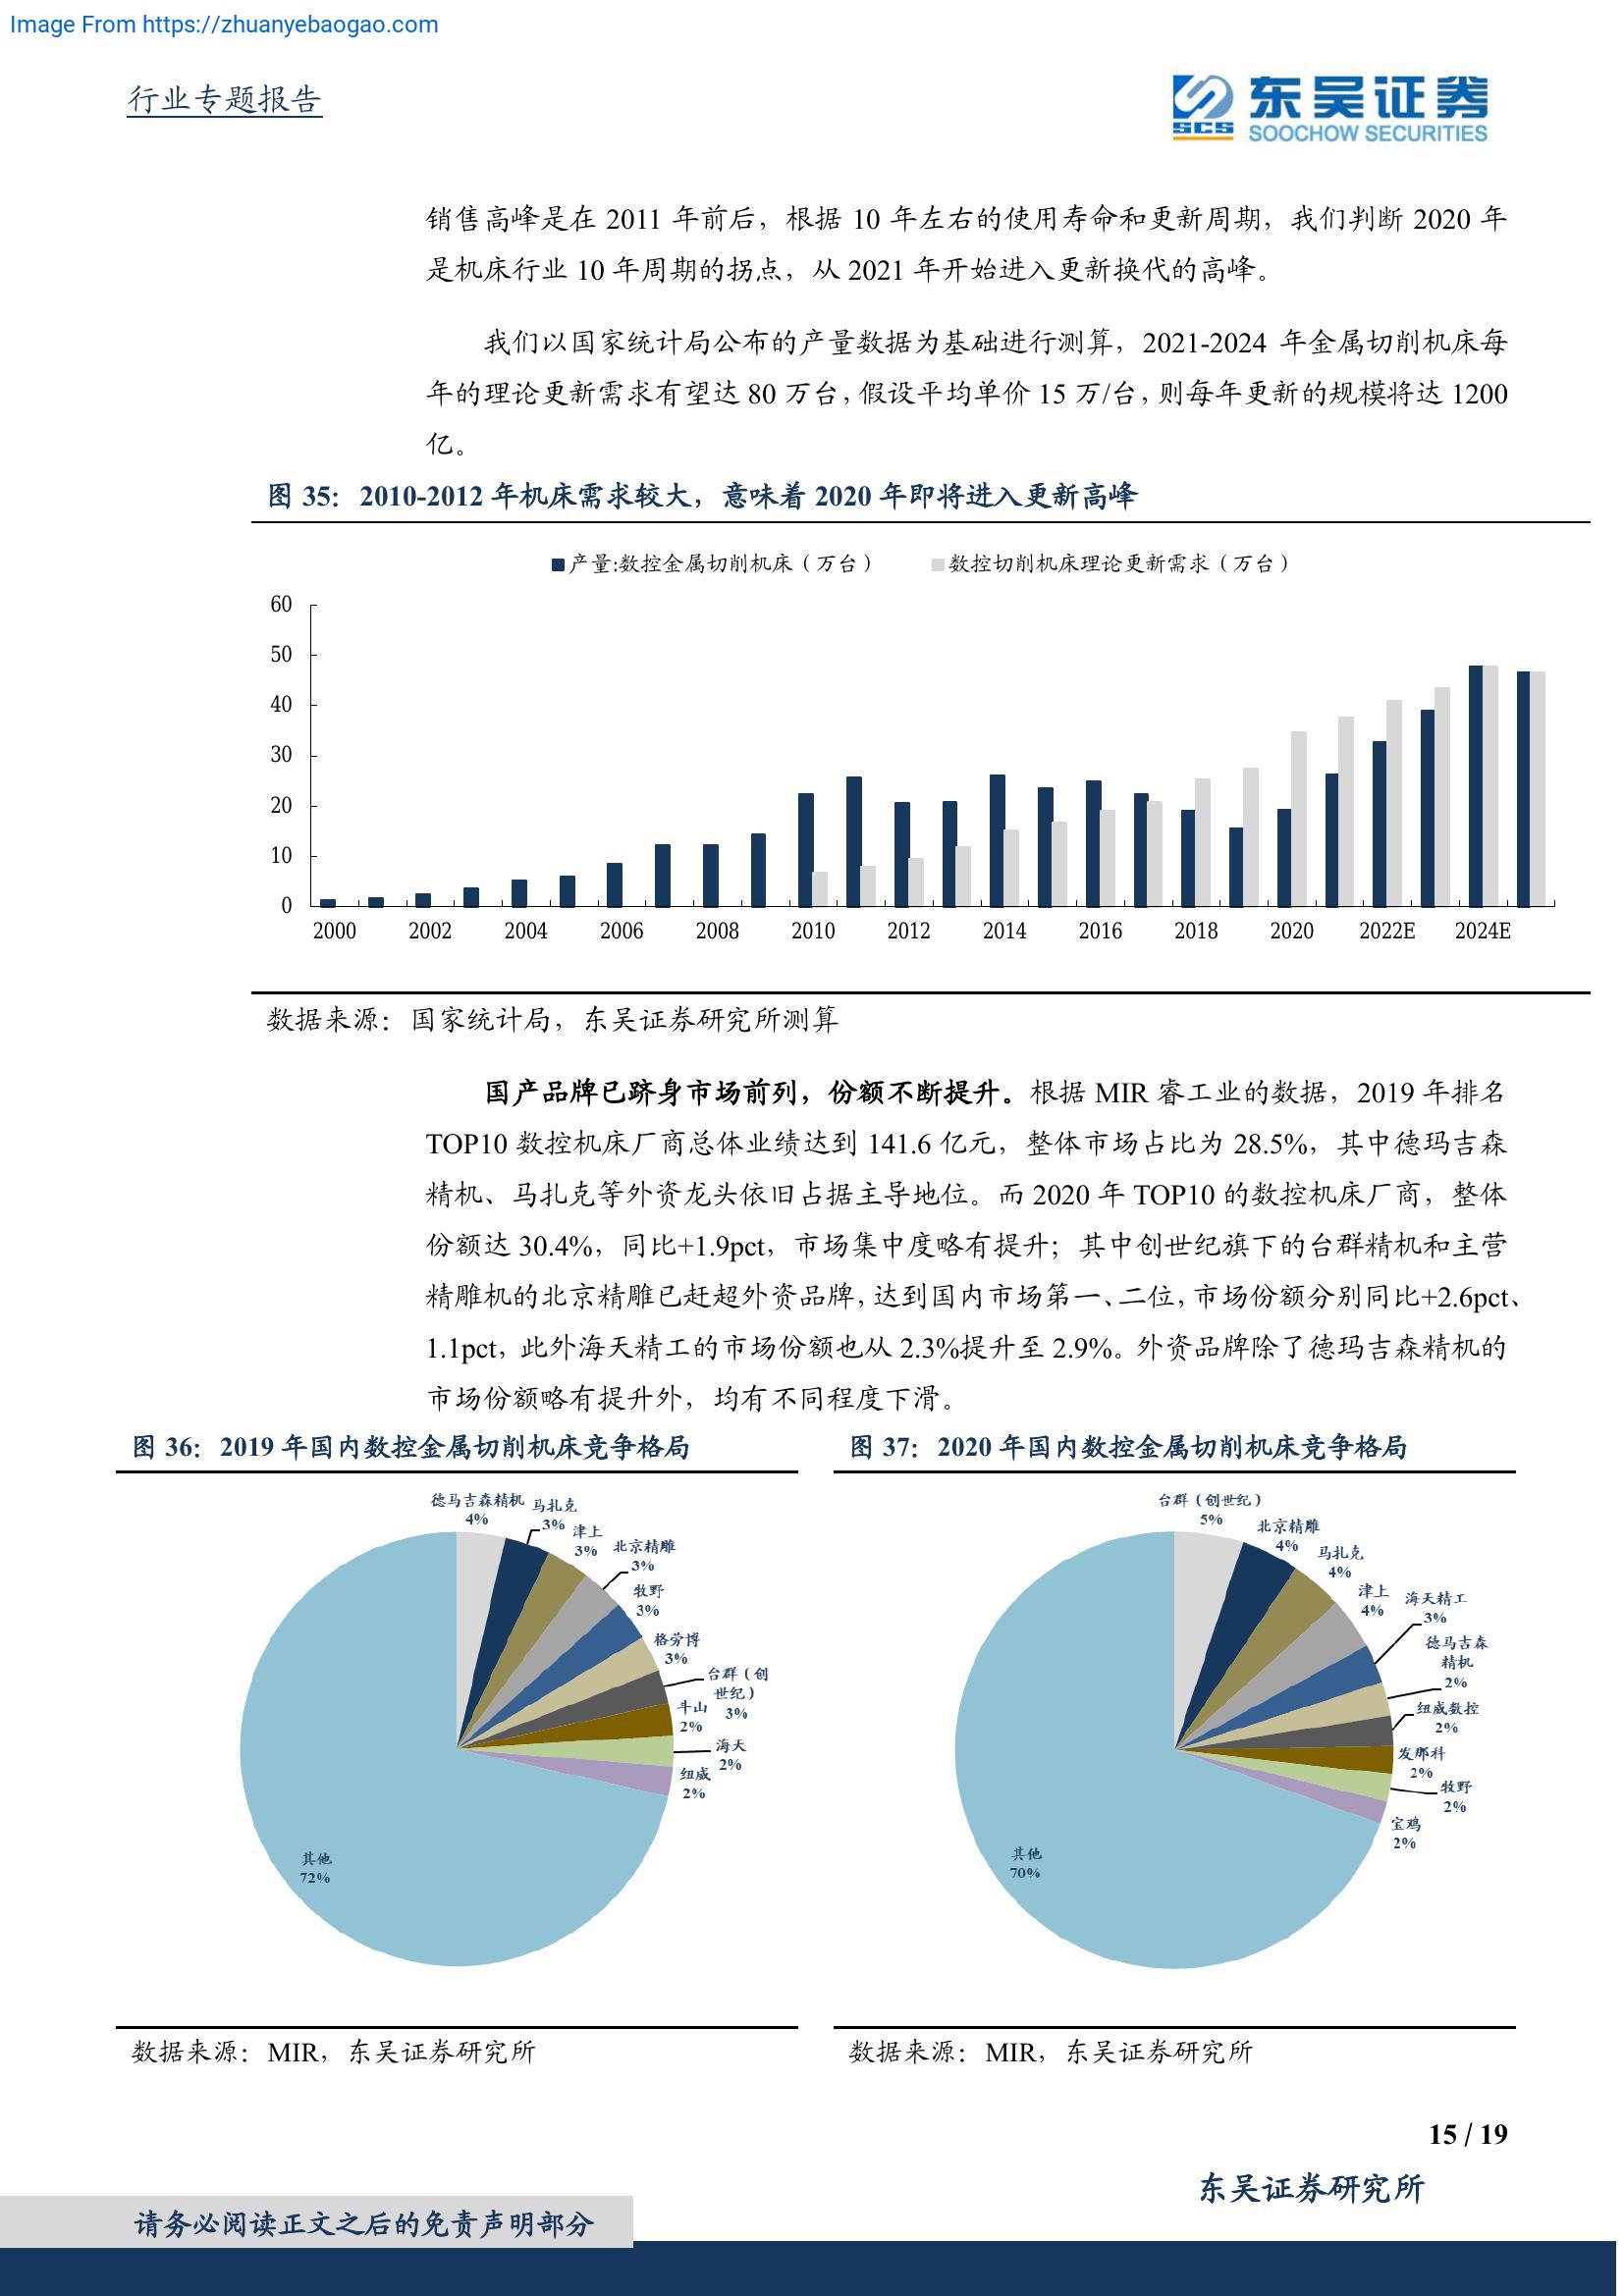 Image From https://zhuanyebaogao.com
行业专题报告
SCS
东吴证券
SOOCHOW SECURITIES
销售高峰是在 2011 年前后，根据 10 年左右的使用寿命和更新周期，我们判断 2020 年
是机床行业 10 年周期的拐点，从 2021 年开始进入更新换代的高峰。
我们以国家统计局公布的产量数据为基础进行测算，2021-2024 年金属切削机床每
年的理论更新需求有望达 80 万台，假设平均单价 15 万/台，则每年更新的规模将达 1200
亿。
图 35：2010-2012 年机床需求较大，意味着 2020 年即将进入更新高峰
产量:数控金属切削机床（万台） 数控切削机床理论更新需求（万台）
60
50
40
30
20
10
0
2000 2002 2004 2006 2008 2010 2012 2014 2016 2018 2020 2022E 2024E
数据来源：国家统计局，东吴证券研究所测算
国产品牌已跻身市场前列，份额不断提升。根据 MIR 睿工业的数据，2019 年排名
TOP10 数控机床厂商总体业绩达到 141.6 亿元，整体市场占比为 28.5%，其中德玛吉森
精机、马扎克等外资龙头依旧占据主导地位。而 2020 年 TOP10 的数控机床厂商，整体
份额达 30.4%，同比+1.9pct，市场集中度略有提升；其中创世纪旗下的台群精机和主营
精雕机的北京精雕已赶超外资品牌，达到国内市场第一、二位，市场份额分别同比+2.6pct、
1.1pct，此外海天精工的市场份额也从 2.3%提升至 2.9%。外资品牌除了德玛吉森精机的
市场份额略有提升外，均有不同程度下滑。
图 36：2019 年国内数控金属切削机床竞争格局
德马吉森精机
4%
马扎克
3%
津上
3%
北京精雕
3%
牧野
3%
格劳博
3%
台群（创
世纪）
3%
斗山
2%
海天
2%
纽威
2%
其他
72%
数据来源：MIR，东吴证券研究所
图 37：2020 年国内数控金属切削机床竞争格局
台群（创世纪）
5%
北京精雕
4%
马扎克
4%
津上
4%
海天精工
3%
德马吉森
精机
2%
纽威数控
2%
发那科
2%
牧野
2%
宝鸡
2%
其他
70%
数据来源：MIR，东吴证券研究所
15 / 19
东吴证券研究所
请务必阅读正文之后的免责声明部分